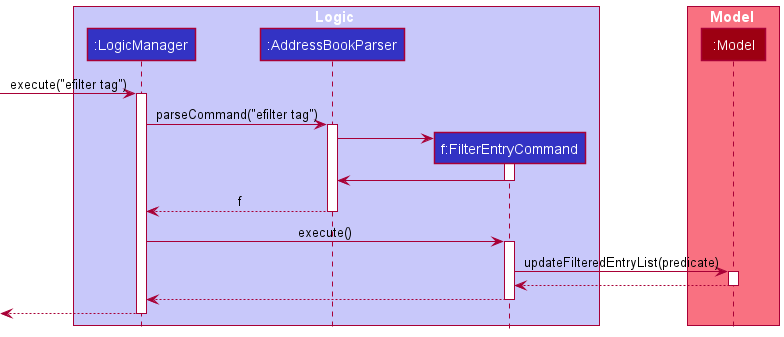 Logic
Model
:LogicManager
:AddressBookParser
:Model
execute("efilter tag")
parseCommand("efilter tag")
f:FilterEntryCommand
f
execute()
updateFilteredEntryList(predicate)